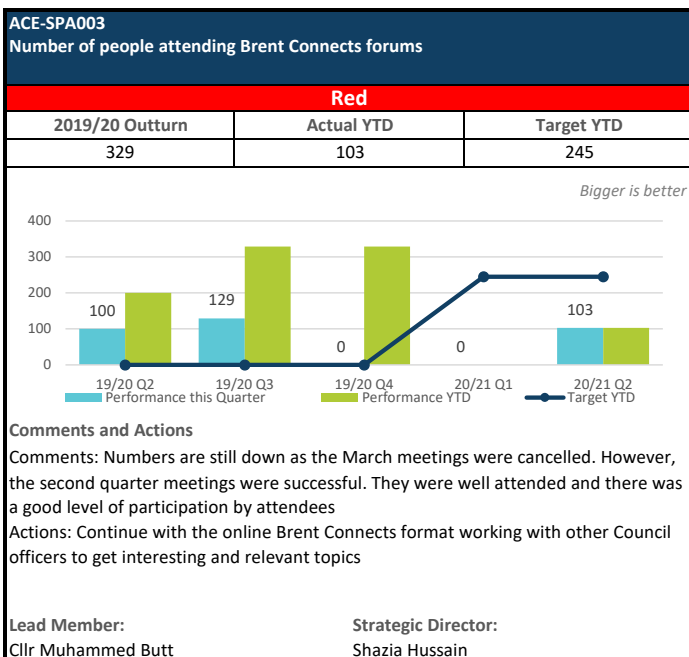 ACE-SPA003
Number of people attending Brent Connects forums
Red
2019/20 Outturn Actual YTD Target YTD
329 103 245
Bigger is better
400
300
200
100
0
100 129 0 0 103
19/20 Q2 19/20 Q3 19/20 Q4 20/21 Q1 20/21 Q2
Performance this Quarter Performance YTD Target YTD
Comments and Actions
Comments: Numbers are still down as the March meetings were cancelled. However,
the second quarter meetings were successful. They were well attended and there was
a good level of participation by attendees
Actions: Continue with the online Brent Connects format working with other Council
officers to get interesting and relevant topics
Lead Member: Strategic Director:
Cllr Muhammed Butt Shazia Hussain